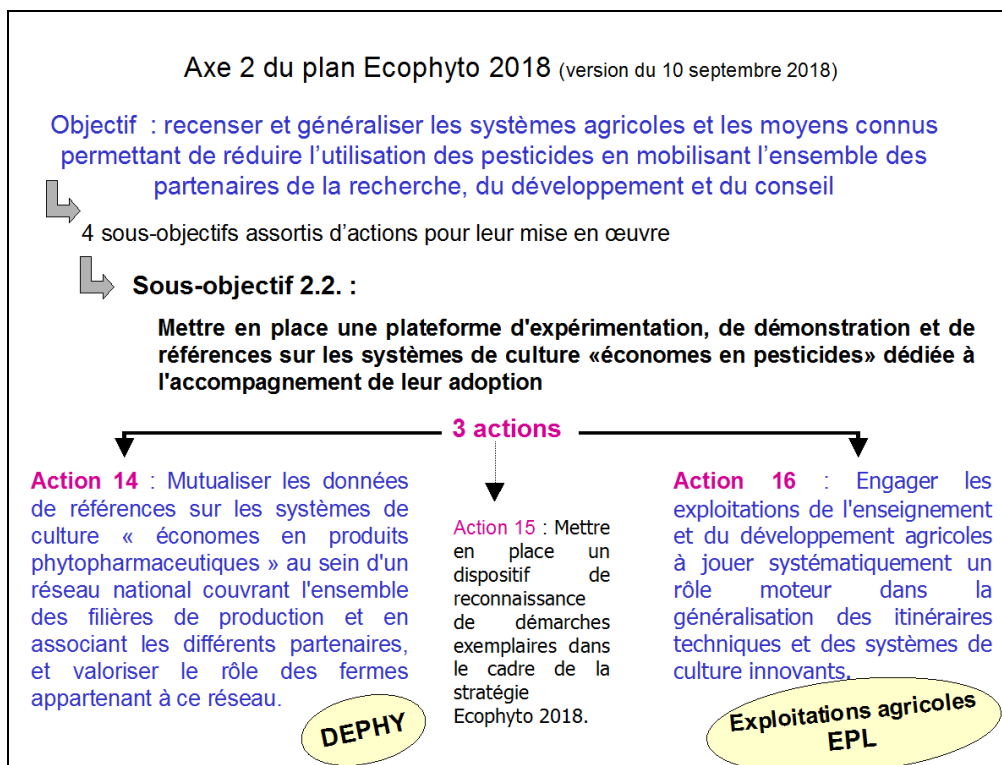 Axe 2 du plan Ecophyto 2018 (version du 10 septembre 2018)
Objectif : recenser et généraliser les systèmes agricoles et les moyens connus
permettant de réduire l'utilisation des pesticides en mobilisant l'ensemble des
partenaires de la recherche, du développement et du conseil
4 sous-objectifs assortis d'actions pour leur mise en œuvre
Sous-objectif 2.2. :
Mettre en place une plateforme d'expérimentation, de démonstration et de
références sur les systèmes de culture «économes en pesticides» dédiée à
l'accompagnement de leur adoption
3 actions
Action 14 : Mutualiser les données
de références sur les systèmes de
culture « économes en produits
phytopharmaceutiques » au sein d'un
réseau national couvrant l'ensemble
des filières de production et en
associant les différents partenaires,
et valoriser le rôle des fermes
appartenant à ce réseau.
DEPHY
Action 15 : Mettre
en place un
dispositif de
reconnaissance
de démarches
exemplaires dans
le cadre de la
stratégie
Ecophyto 2018.
Action 16 : Engager les
exploitations de l'enseignement
et du développement agricoles
à jouer systématiquement un
rôle moteur dans la
généralisation des itinéraires
techniques et des systèmes de
culture innovants.
Exploitations agricoles
EPL